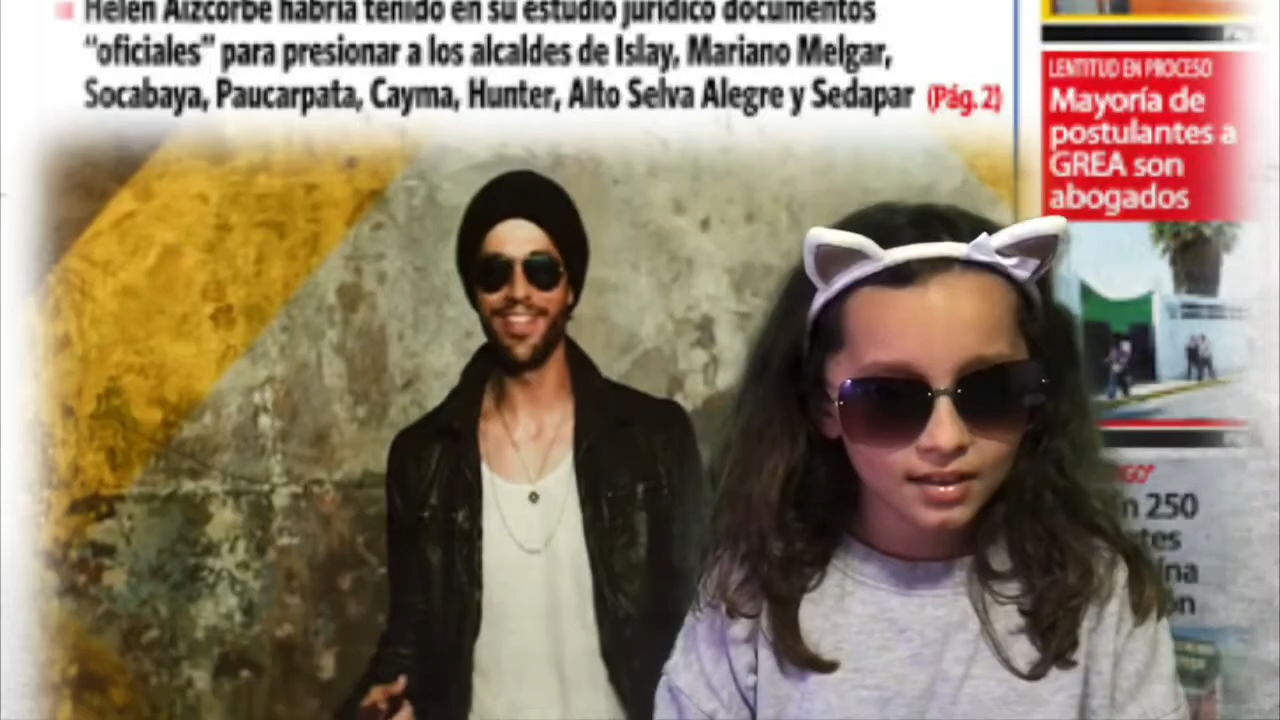 Helen Aizcorbe habría tenido en su estudio jurídico documentos
“oficiales” para presionar a los alcaldes de Islay, Mariano Melgar,
Socabaya, Paucarpata, Cayma, Hunter, Alto Selva Alegre y Sedapar (Pág. 2)
LENTITUD EN PROCESO
Mayoría de
postulantes a
GREA son
abogados
250